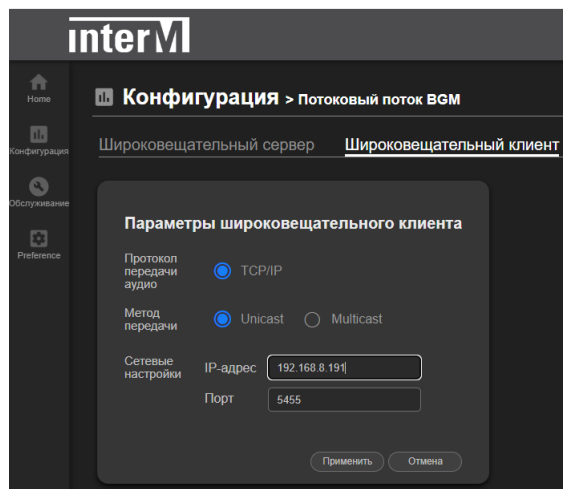 interM
Home
Конфигурация > Потоковый поток BGM
Конфигурация
Широковещательный сервер Широковещательный клиент
Обслуживание
Preference
Параметры широковещательного клиента
Протокол
передачи
аудио
TCP/IP
Метод
передачи
Unicast Multicast
Сетевые
настройки
IP-адрес 192.168.8.191
Порт 5455
Применить Отмена